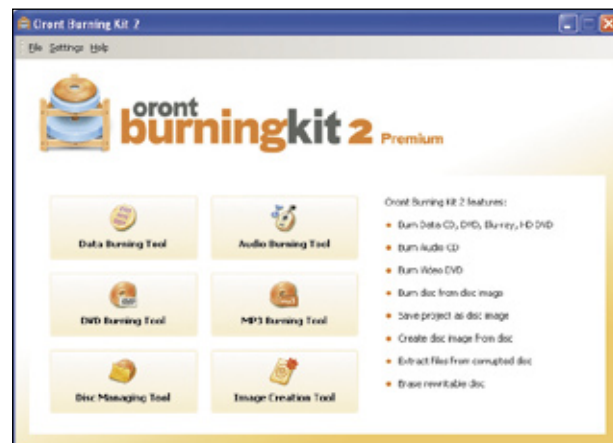 Oront Burning Kit 2
File Settings Help
oront
burningkit 2 Premium
Data Burning Tool
Audio Burning Tool
DVD Burning Tool
MP3 Burning Tool
Disc Managing Tool
Image Creation Tool
Oront Burning Kit 2 features:
Burn Data CD, DVD, Blu-ray, HD DVD
Burn Audio CD
Burn Video DVD
Burn disc from disc image
Save project as disc image
Create disc image from disc
Extract files from corrupted disc
Erase rewritable disc